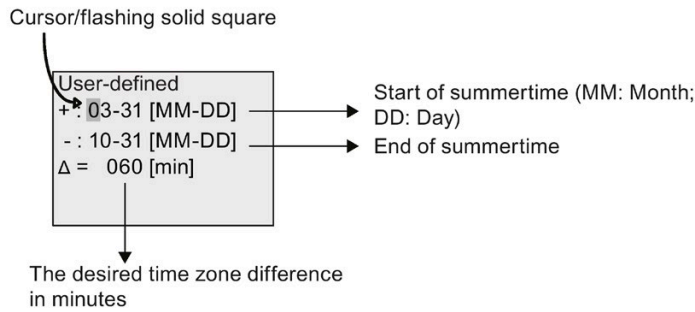 Cursor/flashing solid square
User-defined
+ : 03-31 [MM-DD]
Start of summertime (MM: Month;
DD: Day)
- : 10-31 [MM-DD]
End of summertime
Δ = 060 [min]
The desired time zone difference
in minutes